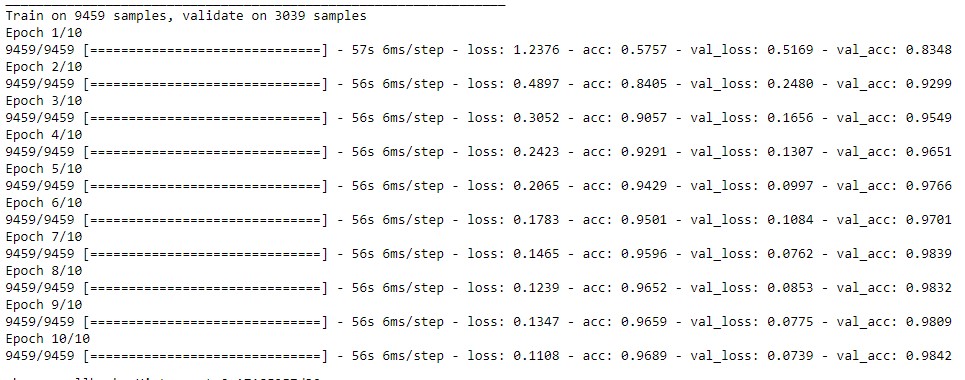 Train on 9459 samples, validate on 3039 samples
Epoch 1/10
9459/9459 [==============================] - 57s 6ms/step - loss: 1.2376 - acc: 0.5757 - val_loss: 0.5169 - val_acc: 0.8348
Epoch 2/10
9459/9459 [==============================] - 56s 6ms/step - loss: 0.4897 - acc: 0.8405 - val_loss: 0.2480 - val_acc: 0.9299
Epoch 3/10
9459/9459 [==============================] - 56s 6ms/step - loss: 0.3052 - acc: 0.9057 - val_loss: 0.1656 - val_acc: 0.9549
Epoch 4/10
9459/9459 [==============================] - 56s 6ms/step - loss: 0.2423 - acc: 0.9291 - val_loss: 0.1307 - val_acc: 0.9651
Epoch 5/10
9459/9459 [==============================] - 56s 6ms/step - loss: 0.2065 - acc: 0.9429 - val_loss: 0.0997 - val_acc: 0.9766
Epoch 6/10
9459/9459 [==============================] - 56s 6ms/step - loss: 0.1783 - acc: 0.9501 - val_loss: 0.1084 - val_acc: 0.9701
Epoch 7/10
9459/9459 [==============================] - 56s 6ms/step - loss: 0.1465 - acc: 0.9596 - val_loss: 0.0762 - val_acc: 0.9839
Epoch 8/10
9459/9459 [==============================] - 56s 6ms/step - loss: 0.1239 - acc: 0.9652 - val_loss: 0.0853 - val_acc: 0.9832
Epoch 9/10
9459/9459 [==============================] - 56s 6ms/step - loss: 0.1347 - acc: 0.9659 - val_loss: 0.0775 - val_acc: 0.9809
Epoch 10/10
9459/9459 [==============================] - 56s 6ms/step - loss: 0.1108 - acc: 0.9689 - val_loss: 0.0739 - val_acc: 0.9842